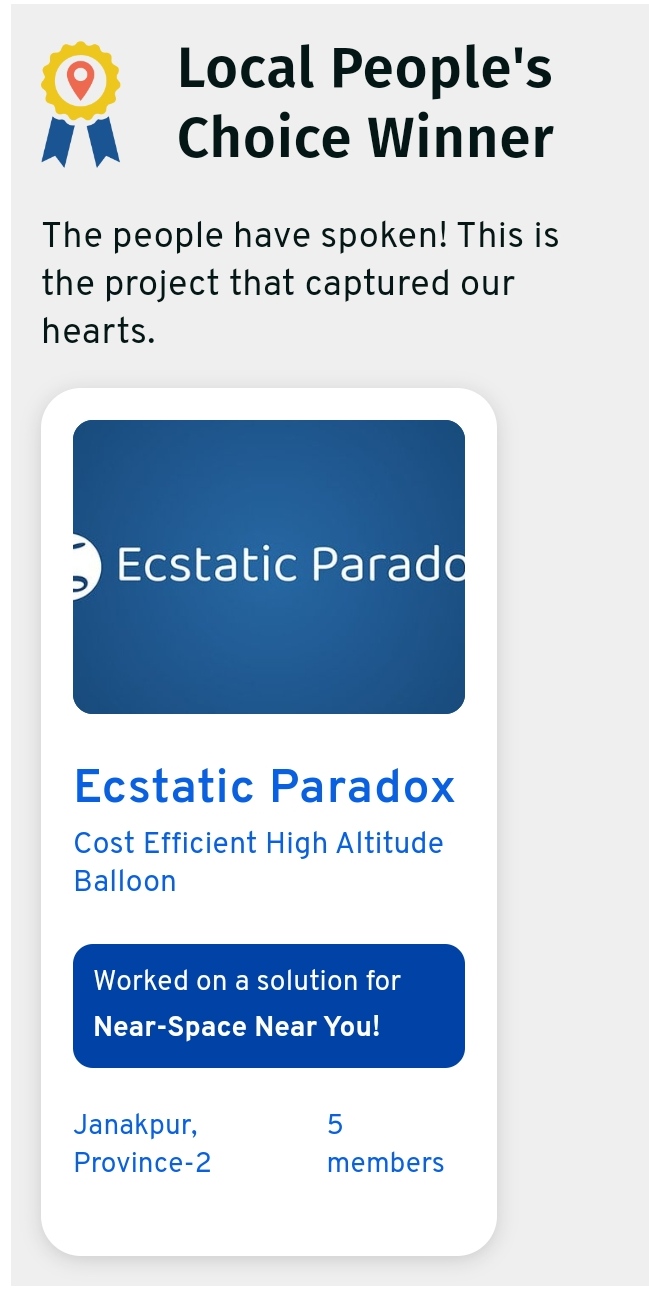 Local People's
Choice Winner
The people have spoken! This is
the project that captured our
hearts.
Ecstatic Parado
Ecstatic Paradox
Cost Efficient High Altitude
Balloon
Worked on a solution for
Near-Space Near You!
Janakpur,
Province-2
5
members